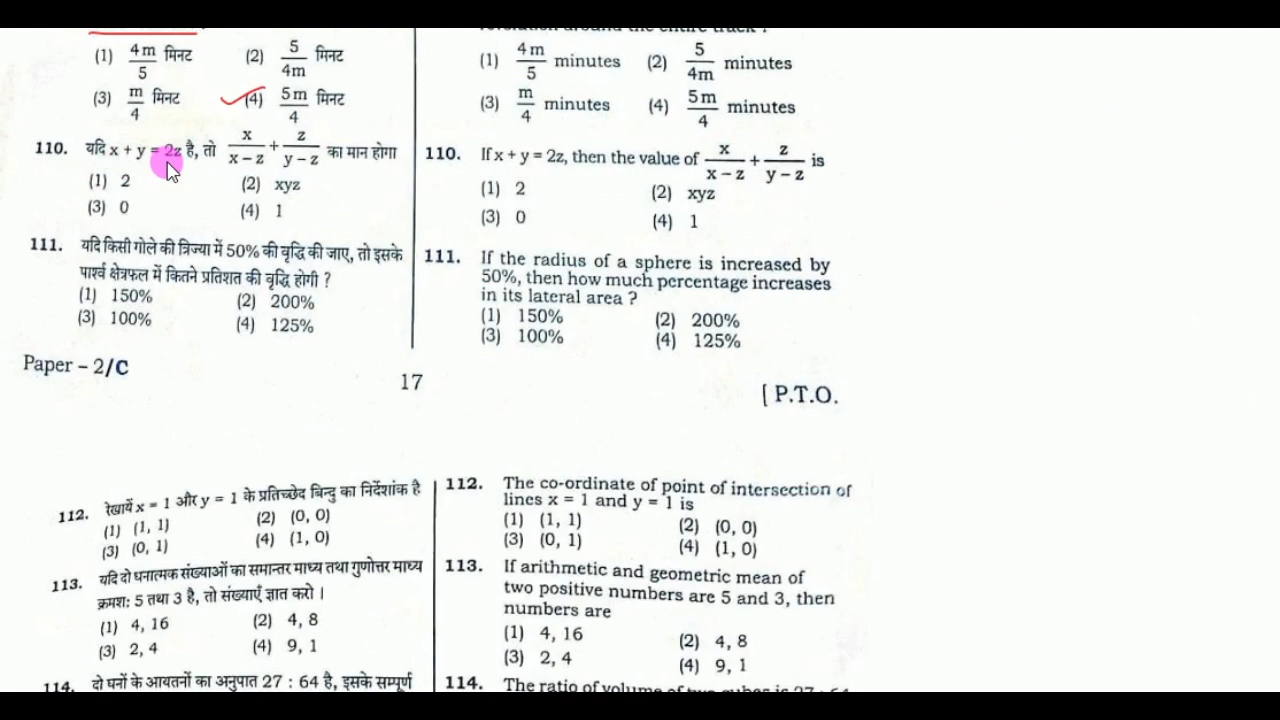 (1) 4m/5 मिनट (2) 5/4m मिनट
(3) m/4 मिनट (4) 5m/4 मिनट
110. यदि x + y = 2z है, तो x/(x – z) + z/(y – z) का मान होगा
(1) 2 (2) xyz
(3) 0 (4) 1
111. यदि किसी गोले की त्रिज्या में 50% की वृद्धि की जाए, तो इसके
पार्श्व क्षेत्रफल में कितने प्रतिशत की वृद्धि होगी ?
(1) 150% (2) 200%
(3) 100% (4) 125%
Paper – 2/C
(1) 4m/5 minutes (2) 5/4m minutes
(3) m/4 minutes (4) 5m/4 minutes
110. If x + y = 2z, then the value of x/(x – z) + z/(y – z) is
(1) 2 (2) xyz
(3) 0 (4) 1
111. If the radius of a sphere is increased by
50%, then how much percentage increases
in its lateral area ?
(1) 150% (2) 200%
(3) 100% (4) 125%
17
[ P.T.O.
112. रेखायें x = 1 और y = 1 के प्रतिच्छेद बिन्दु का निर्देशांक है
(1) (1, 1) (2) (0, 0)
(3) (0, 1) (4) (1, 0)
113. यदि दो धनात्मक संख्याओं का समान्तर माध्य तथा गुणोत्तर माध्य
क्रमशः 5 तथा 3 है, तो संख्याएँ ज्ञात करो ।
(1) 4, 16 (2) 4, 8
(3) 2, 4 (4) 9, 1
114. दो घनों के आयतनों का अनुपात 27 : 64 है, इसके सम्पूर्ण
112. The co-ordinate of point of intersection of
lines x = 1 and y = 1 is
(1) (1, 1) (2) (0, 0)
(3) (0, 1) (4) (1, 0)
113. If arithmetic and geometric mean of
two positive numbers are 5 and 3, then
numbers are
(1) 4, 16 (2) 4, 8
(3) 2, 4 (4) 9, 1
114. The ratio of volume of two cubes is 27 : 64